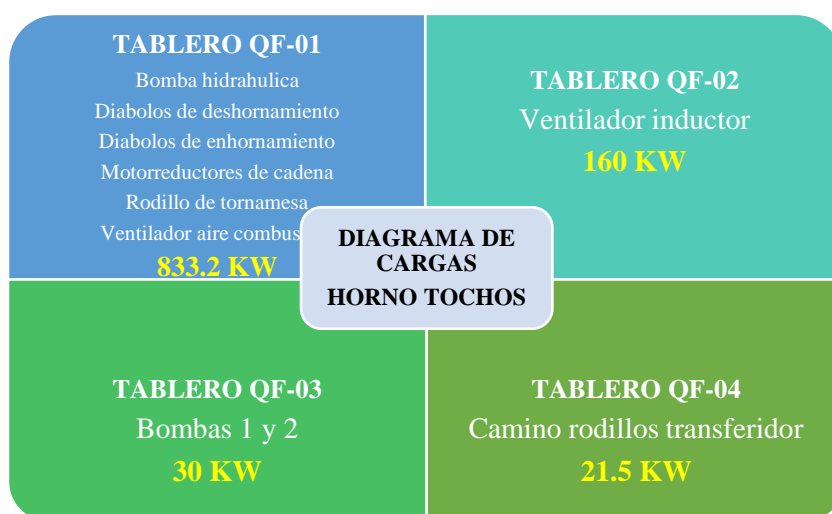 TABLERO QF-01
Bomba hidrahulica
Diabolos de deshornamiento
Diabolos de enhornamiento
Motorreductores de cadena
Rodillo de tornamesa
Ventilador aire combus
833.2 KW
TABLERO QF-02
Ventilador inductor
160 KW
DIAGRAMA DE
CARGAS
HORNO TOCHOS
TABLERO QF-03
Bombas 1 y 2
30 KW
TABLERO QF-04
Camino rodillos transferidor
21.5 KW